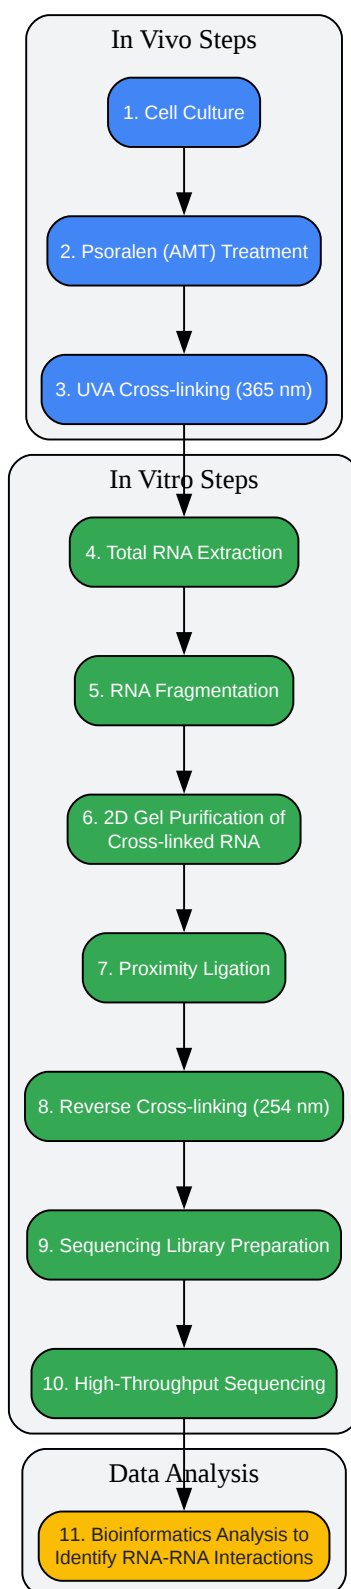 In Vivo Steps
1. Cell Culture
2. Psoralen (AMT) Treatment
3. UVA Cross-linking (365 nm)
In Vitro Steps
4. Total RNA Extraction
5. RNA Fragmentation
6. 2D Gel Purification of
Cross-linked RNA
7. Proximity Ligation
8. Reverse Cross-linking (254 nm)
9. Sequencing Library Preparation
10. High-Throughput Sequencing
Data Analysis
11. Bioinformatics Analysis to
Identify RNA-RNA Interactions